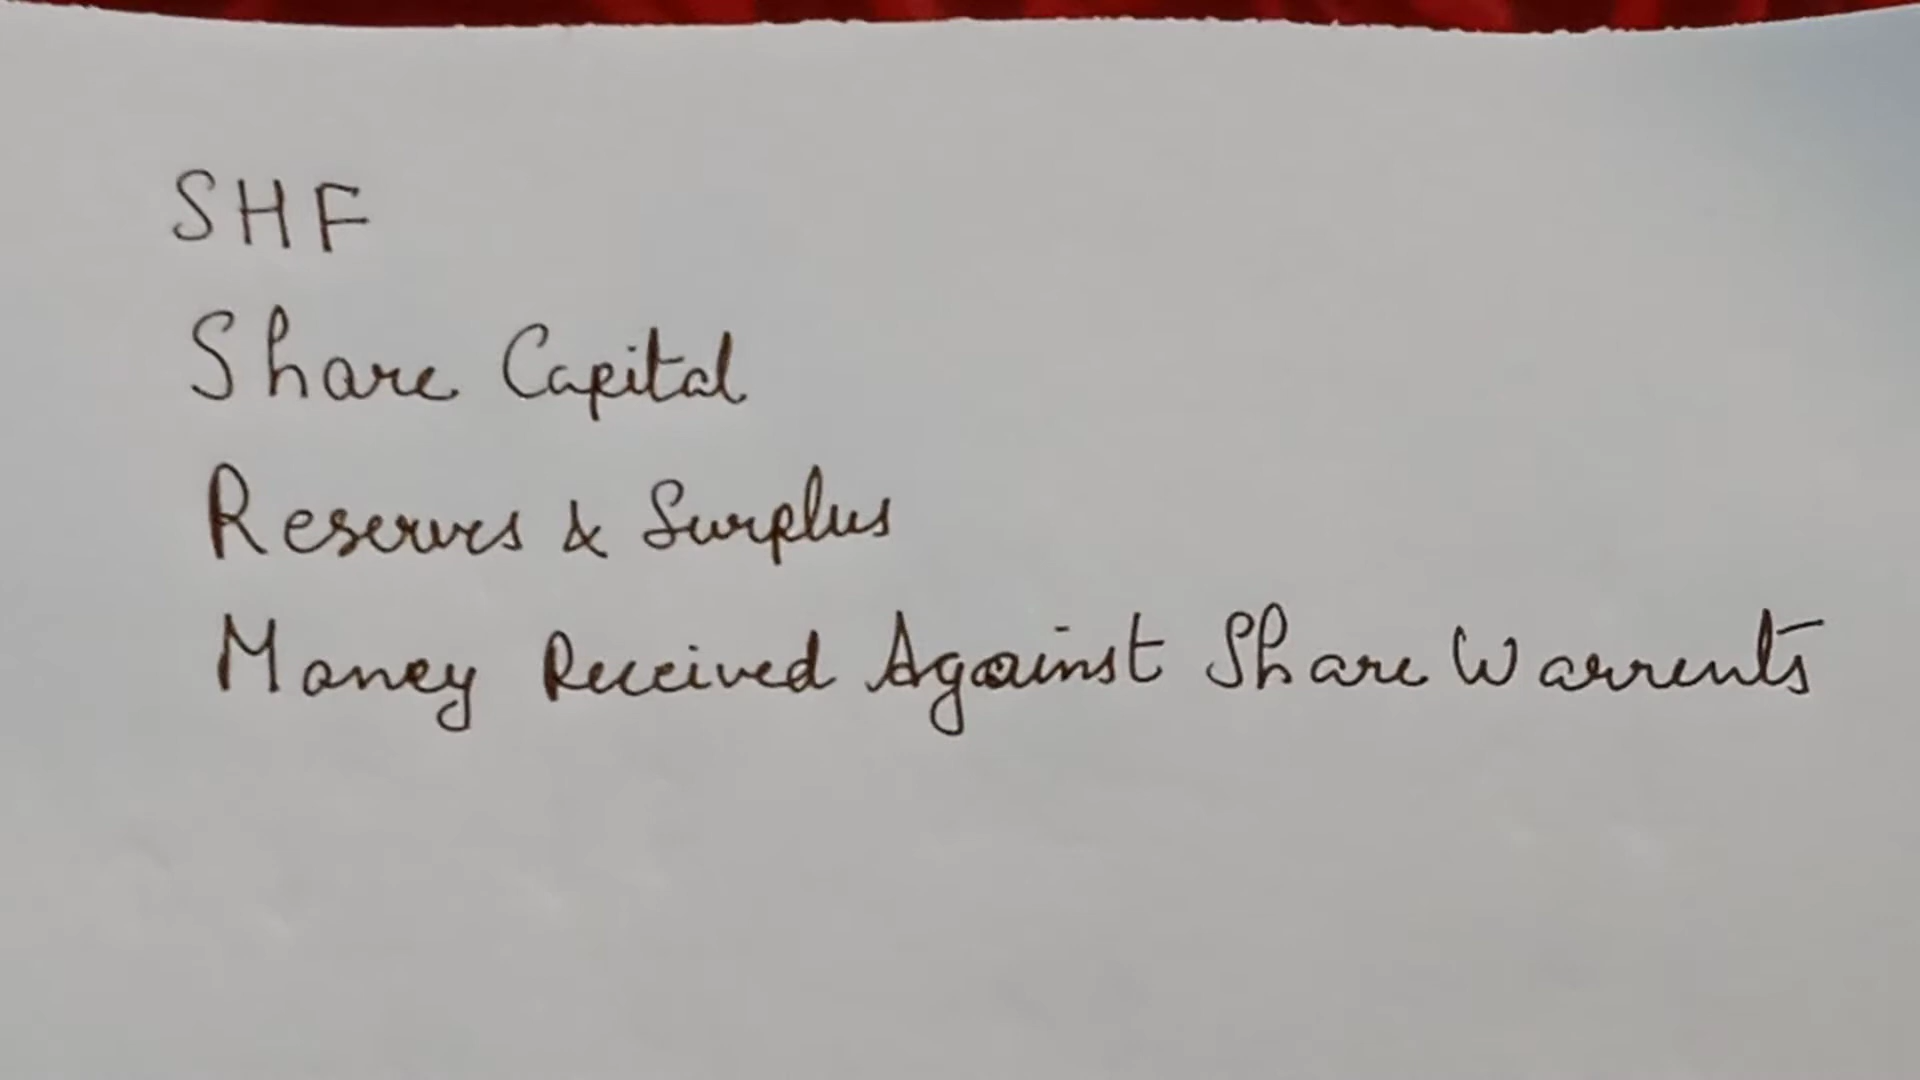 SHF
Share Capital
Reserves & Surplus
Money Received Against Share Warrents